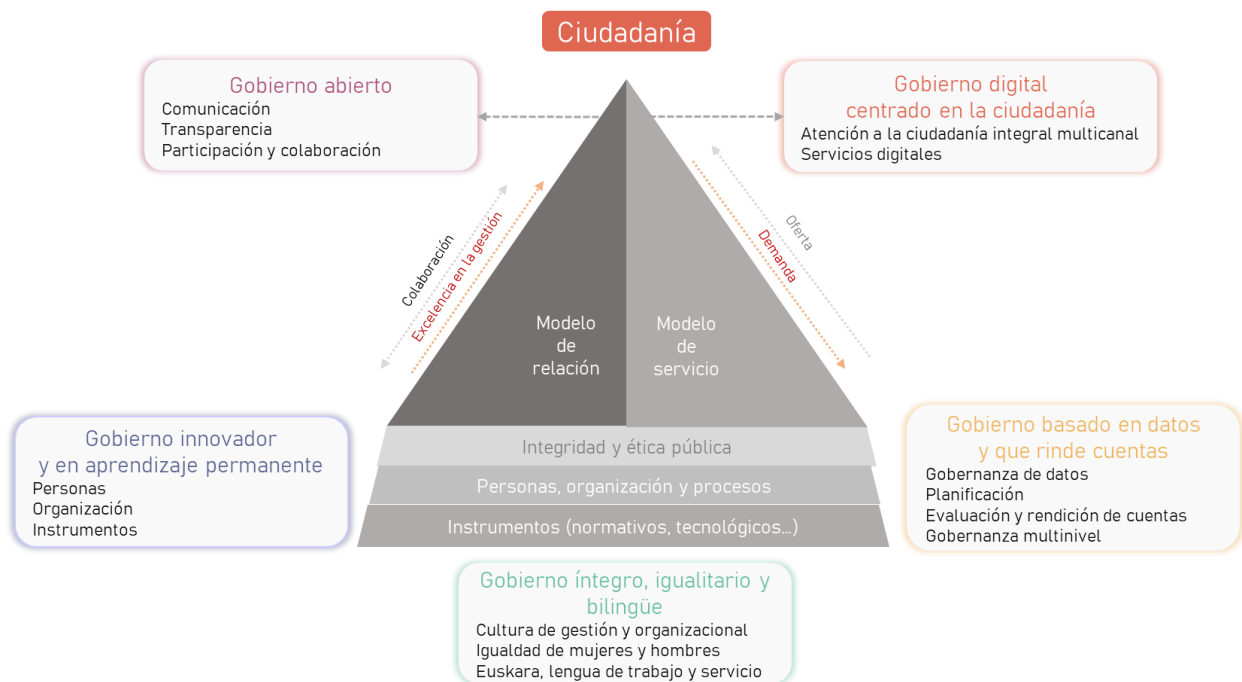 Ciudadanía
Gobierno abierto
Comunicación
Transparencia
Participación y colaboración
Gobierno digital
centrado en la ciudadanía
Atención a la ciudadanía integral multicanal
Servicios digitales
Colaboración
Excelencia en la gestión
Oferta
Demanda
Modelo
de
relación
Modelo
de
servicio
Gobierno innovador
y en aprendizaje permanente
Personas
Organización
Instrumentos
Integridad y ética pública
Personas, organización y procesos
Instrumentos (normativos, tecnológicos...)
Gobierno basado en datos
y que rinde cuentas
Gobernanza de datos
Planificación
Evaluación y rendición de cuentas
Gobernanza multinivel
Gobierno íntegro, igualitario y
bilingüe
Cultura de gestión y organizacional
Igualdad de mujeres y hombres
Euskara, lengua de trabajo y servicio